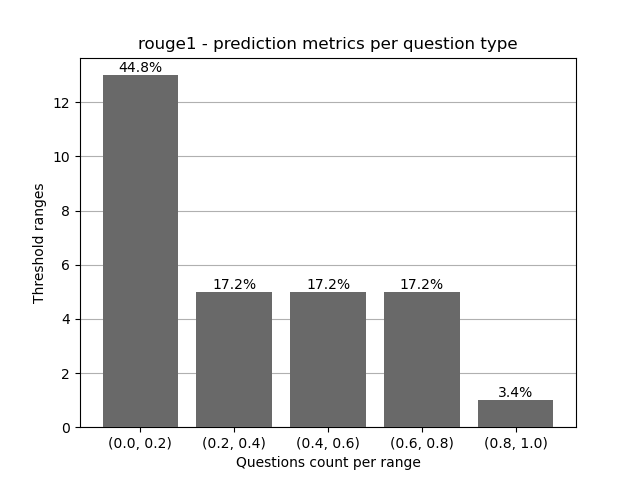 rouge1 - prediction metrics per question type
44.8%
12
10
8
Threshold ranges
6
17.2% 17.2% 17.2%
4
2
3.4%
0
(0.0, 0.2) (0.2, 0.4) (0.4, 0.6) (0.6, 0.8) (0.8, 1.0)
Questions count per range